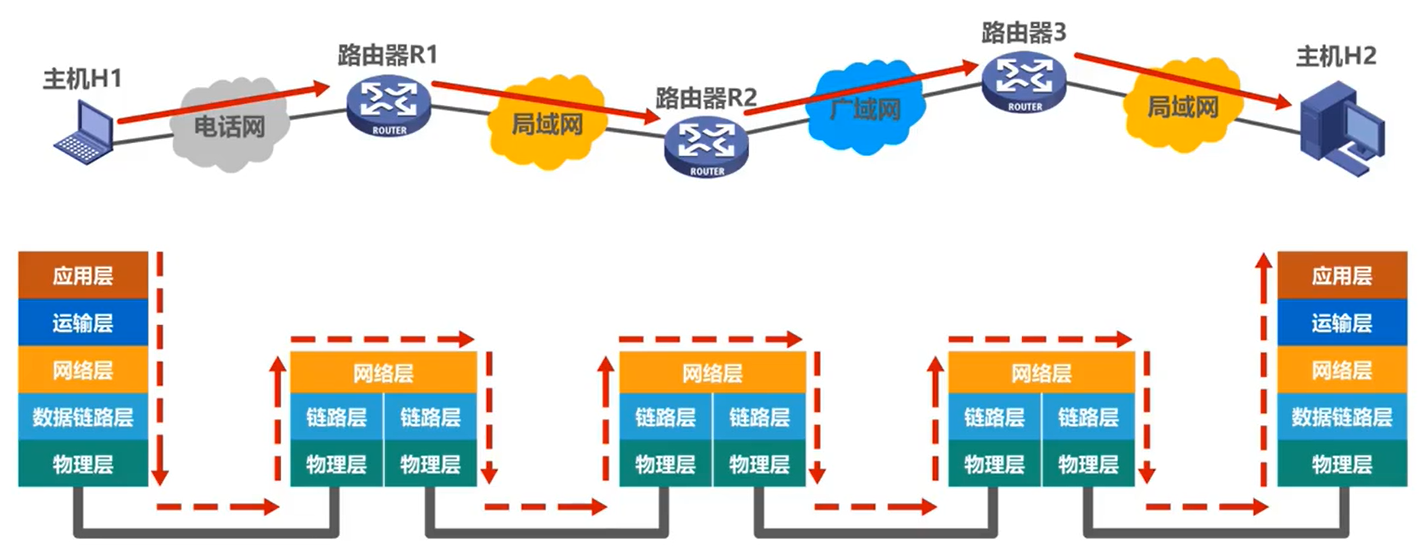 主机H1
路由器R1
路由器R2
路由器3
主机H2
电话网
局域网
广域网
局域网
ROUTER
ROUTER
ROUTER
应用层
运输层
网络层
数据链路层
物理层
网络层
链路层 链路层
物理层 物理层
网络层
链路层 链路层
物理层 物理层
网络层
链路层 链路层
物理层 物理层
应用层
运输层
网络层
数据链路层
物理层